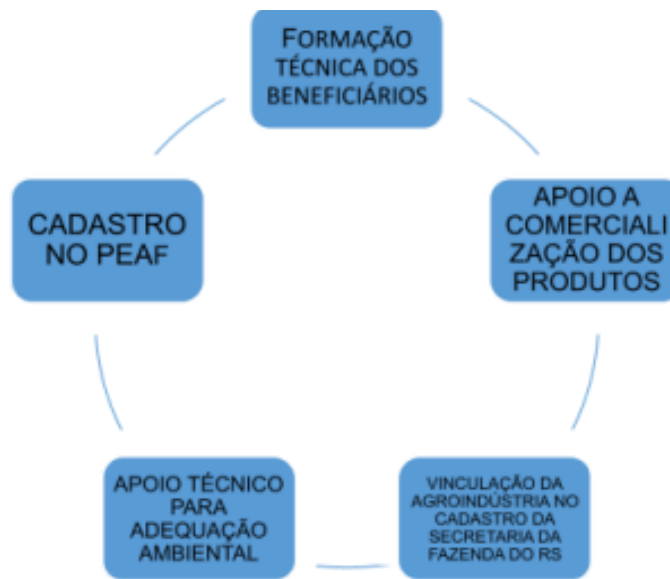 FORMAÇÃO
TÉCNICA DOS
BENEFICIÁRIOS
APOIO A
COMERCIALI
ZAÇÃO DOS
PRODUTOS
VINCULAÇÃO DA
AGROINDÚSTRIA NO
CADASTRO DA
SECRETARIA DA
FAZENDA DO RS
APOIO TÉCNICO
PARA
ADEQUAÇÃO
AMBIENTAL
CADASTRO
NO PEAF